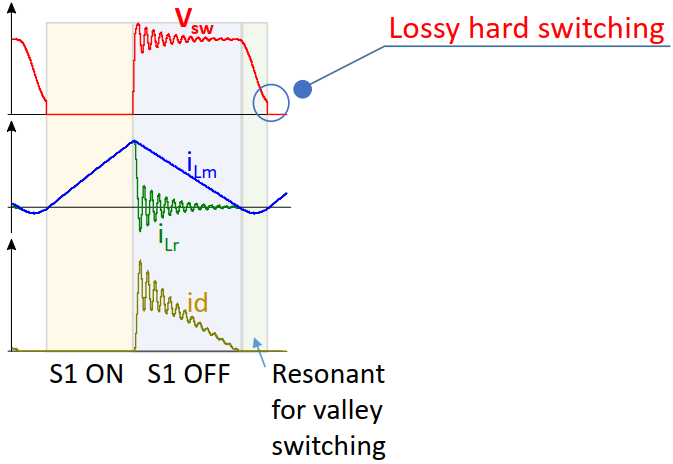 Vsw
Lossy hard switching
iLm
iLr
id
S1 ON
S1 OFF
Resonant
for valley
switching